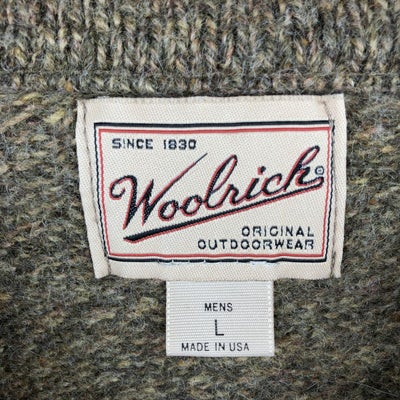 SINCE 1830
Woolrich®
ORIGINAL
OUTDOORWEAR
MENS
L
MADE IN USA